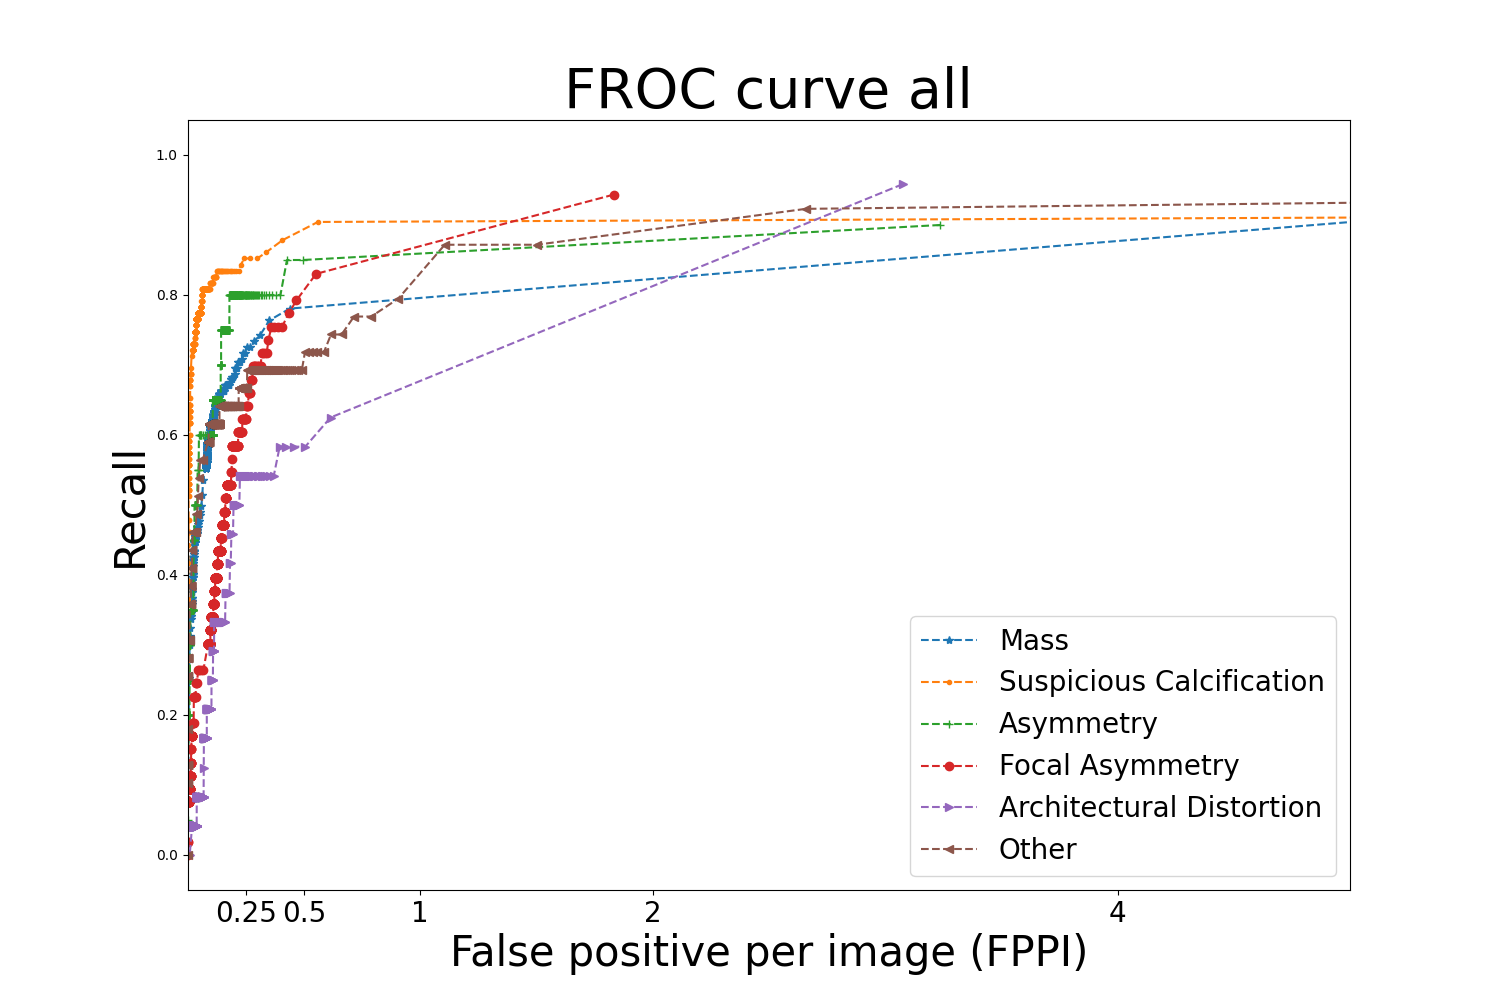 FROC curve all
1.0
0.8
0.6
0.4
0.2
0.0
Recall
0.25 0.5 1 2 4
False positive per image (FPPI)
Mass
Suspicious Calcification
Asymmetry
Focal Asymmetry
Architectural Distortion
Other